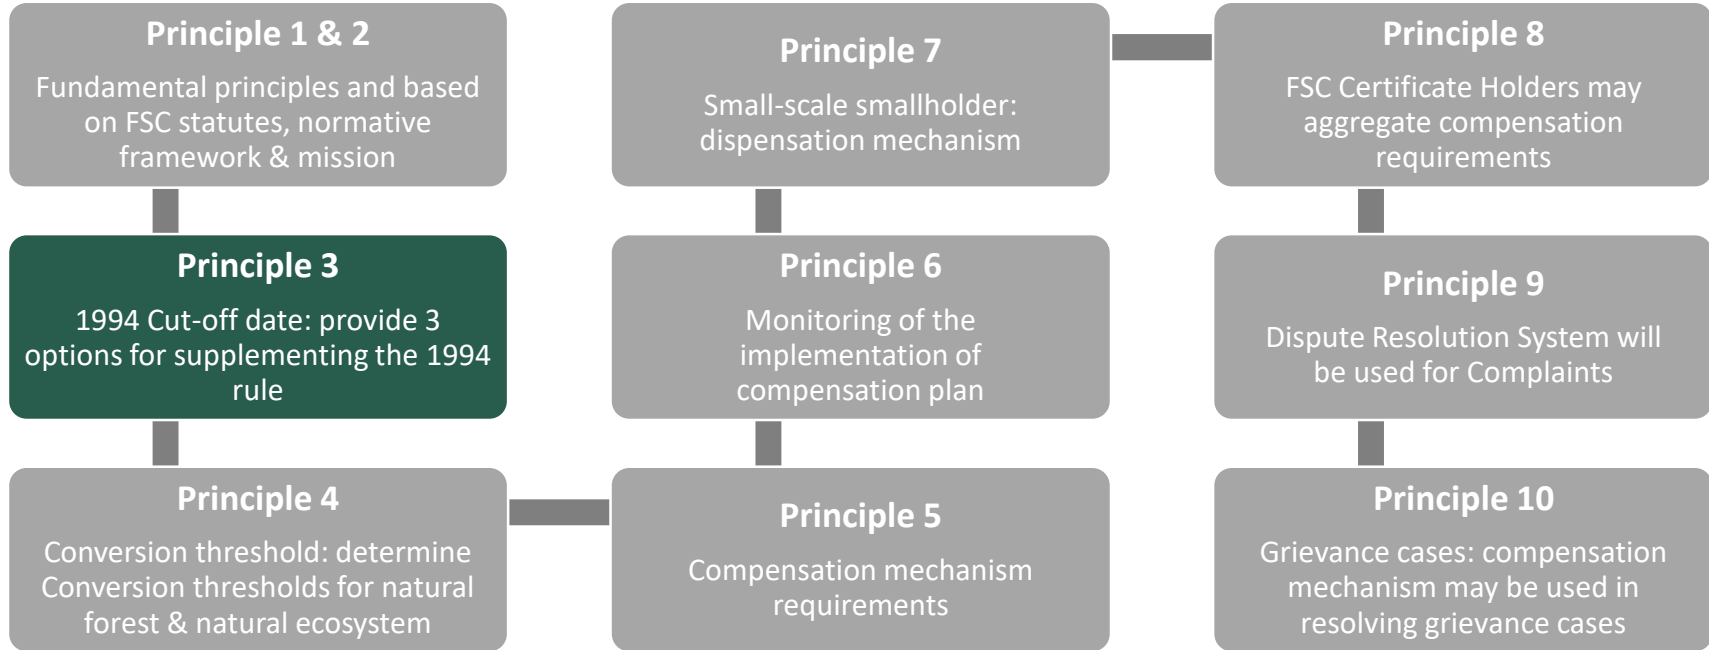 Principle 1 & 2
Fundamental principles and based
on FSC statutes, normative
framework & mission
Principle 3
1994 Cut-off date: provide 3
options for supplementing the 1994
rule
Principle 4
Conversion threshold: determine
Conversion thresholds for natural
forest & natural ecosystem
Principle 5
Compensation mechanism
requirements
Principle 6
Monitoring of the
implementation of
compensation plan
Principle 7
Small-scale smallholder:
dispensation mechanism
Principle 8
FSC Certificate Holders may
aggregate compensation
requirements
Principle 9
Dispute Resolution System will
be used for Complaints
Principle 10
Grievance cases: compensation
mechanism may be used in
resolving grievance cases